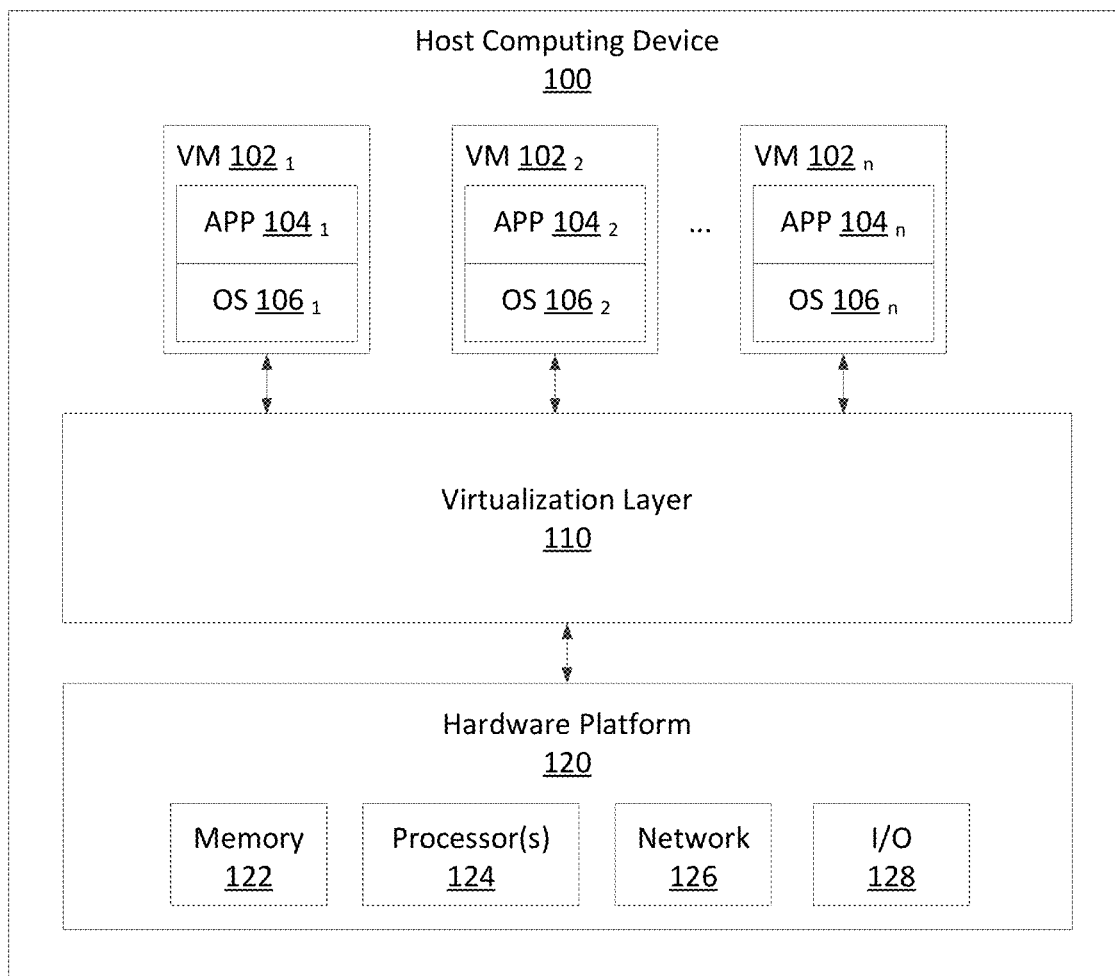 Host Computing Device
100
VM 102 1 VM 102 2 VM 102 n
APP 104 1 APP 104 2 ... APP 104 n
OS 106 1 OS 106 2 OS 106 n
Virtualization Layer
110
Hardware Platform
120
Memory Processor(s) Network I/O
122 124 126 128